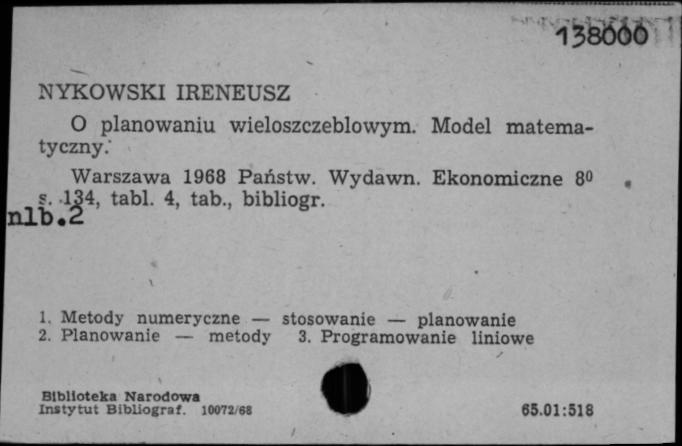 138000
NYKOWSKI IRENEUSZ
O planowaniu wieloszczeblowym. Model matema-
tyczny.
Warszawa 1968 Państw. Wydawn. Ekonomiczne 8⁰
s. 134, tabl. 4, tab., bibliogr.
nlb.2
1. Metody numeryczne — stosowanie — planowanie
2. Planowanie — metody 3. Programowanie liniowe
Biblioteka Narodowa
Instytut Bibliograf. 10072/68
65.01:518